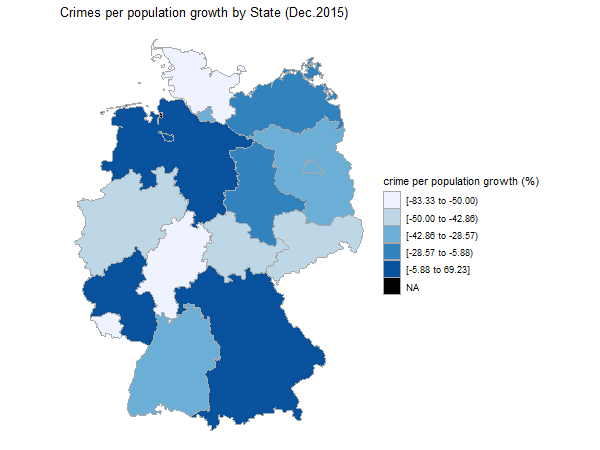 Crimes per population growth by State (Dec.2015)
crime per population growth (%)
[-83.33 to -50.00)
[-50.00 to -42.86)
[-42.86 to -28.57)
[-28.57 to -5.88)
[-5.88 to 69.23]
NA